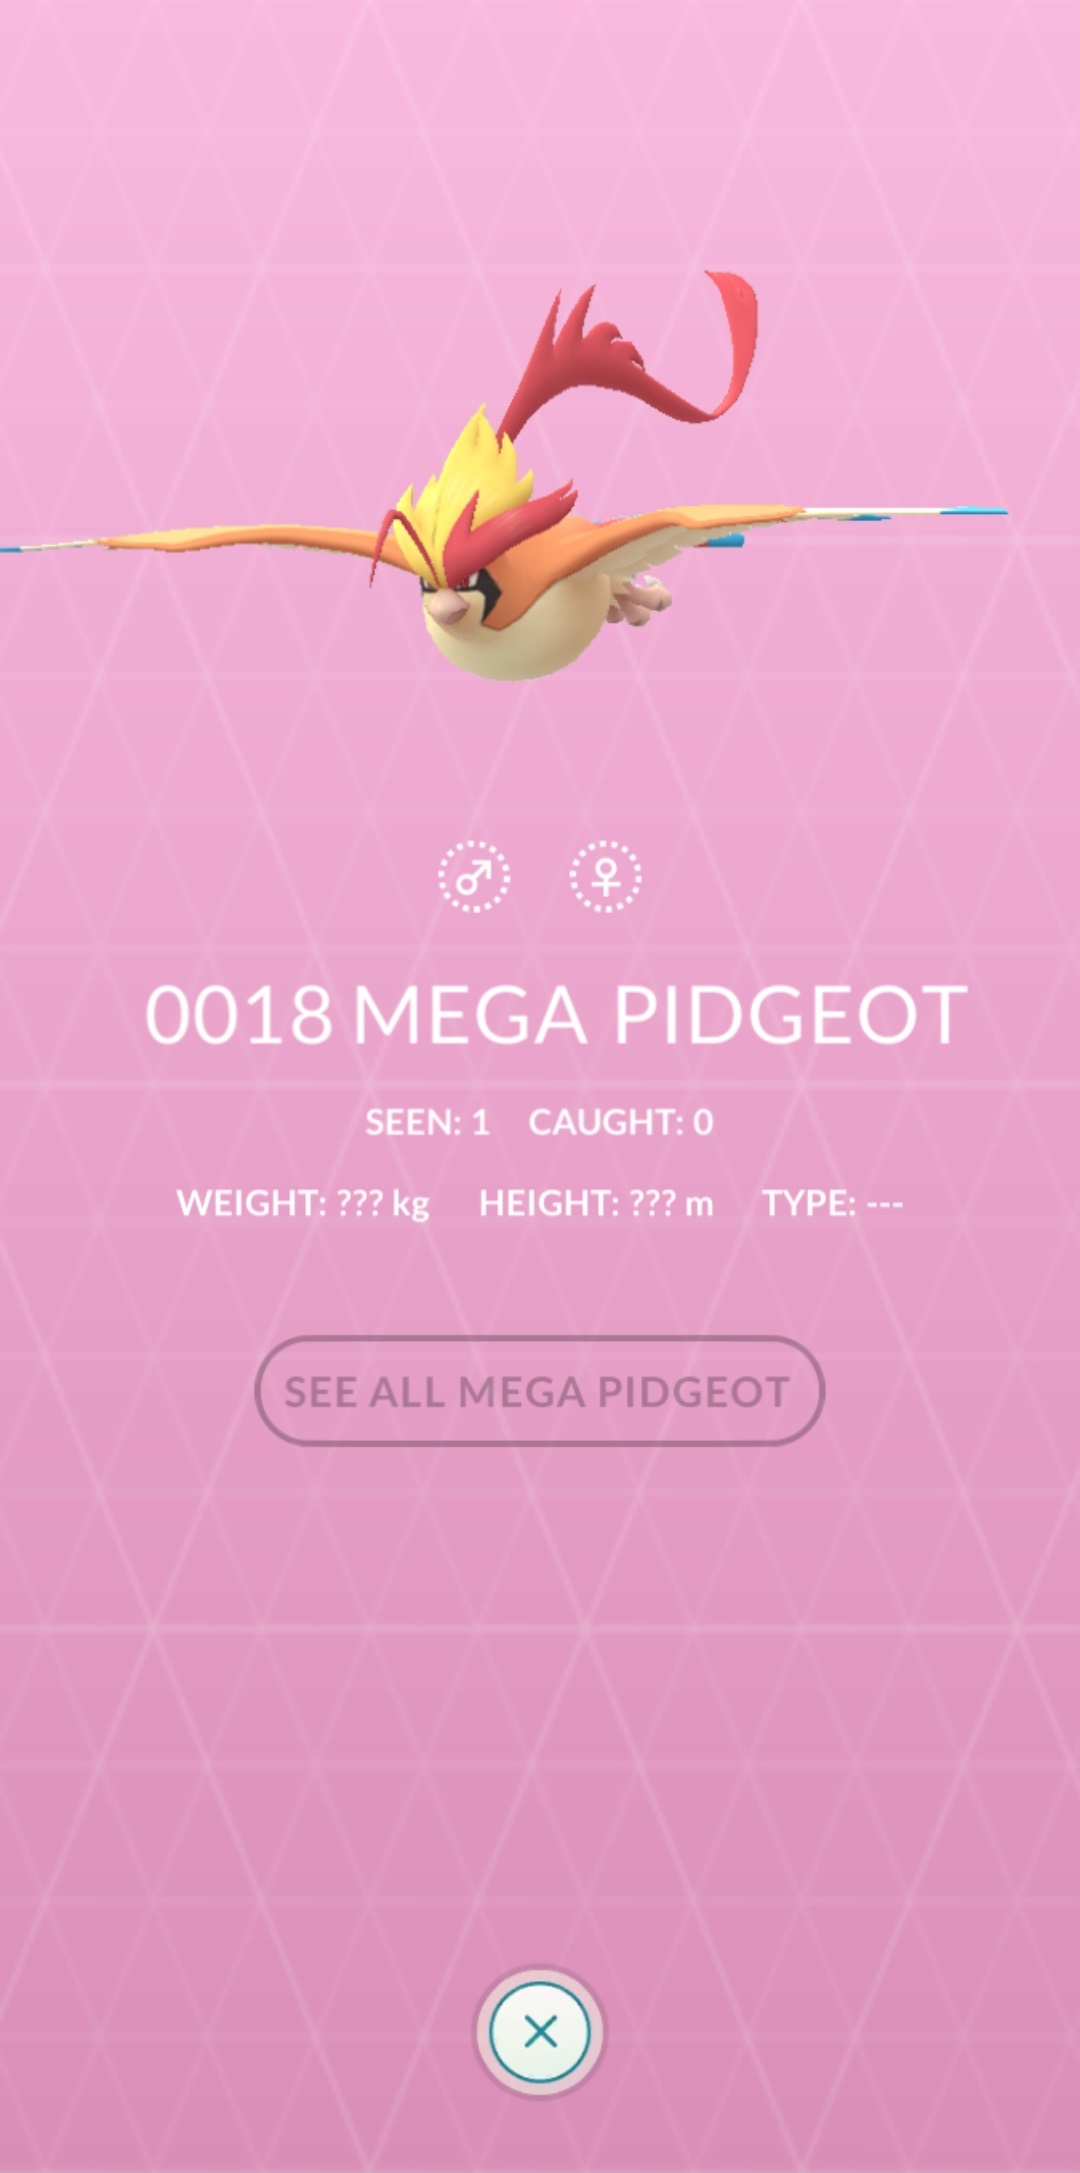 0018 MEGA PIDGEOT
SEEN: 1 CAUGHT: 0
WEIGHT: ??? kg HEIGHT: ??? m TYPE: ---
SEE ALL MEGA PIDGEOT